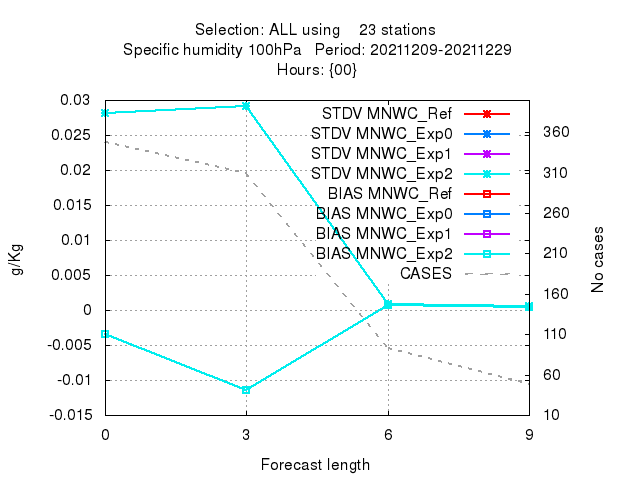 Selection: ALL using    23 stations
Specific humidity 100hPa   Period: 20211209-20211229
Hours: {00}
0.03
0.025
0.02
0.015
0.01
0.005
0
-0.005
-0.01
-0.015
g/Kg
STDV MNWC_Ref
STDV MNWC_Exp0
STDV MNWC_Exp1
STDV MNWC_Exp2
BIAS MNWC_Ref
BIAS MNWC_Exp0
BIAS MNWC_Exp1
BIAS MNWC_Exp2
CASES
360
310
260
210
160
110
60
10
No cases
0 3 6 9
Forecast length